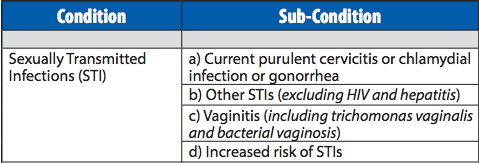 Condition
Sub-Condition
Sexually Transmitted
Infections (STI)
a) Current purulent cervicitis or chlamydial
infection or gonorrhea
b) Other STIs (excluding HIV and hepatitis)
c) Vaginitis (including trichomonas vaginalis
and bacterial vaginosis)
d) Increased risk of STIs